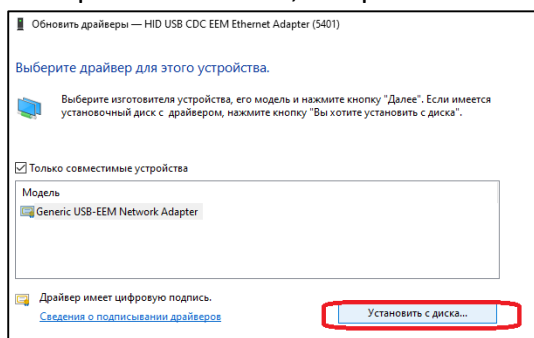 Обновить драйверы — HID USB CDC EEM Ethernet Adapter (5401)
Выберите драйвер для этого устройства.
Выберите изготовителя устройства, его модель и нажмите кнопку "Далее". Если имеется
установочный диск с драйвером, нажмите кнопку "Вы хотите установить с диска".
Только совместимые устройства
Модель
Generic USB-EEM Network Adapter
Драйвер имеет цифровую подпись.
Сведения о подписывании драйверов
Установить с диска...